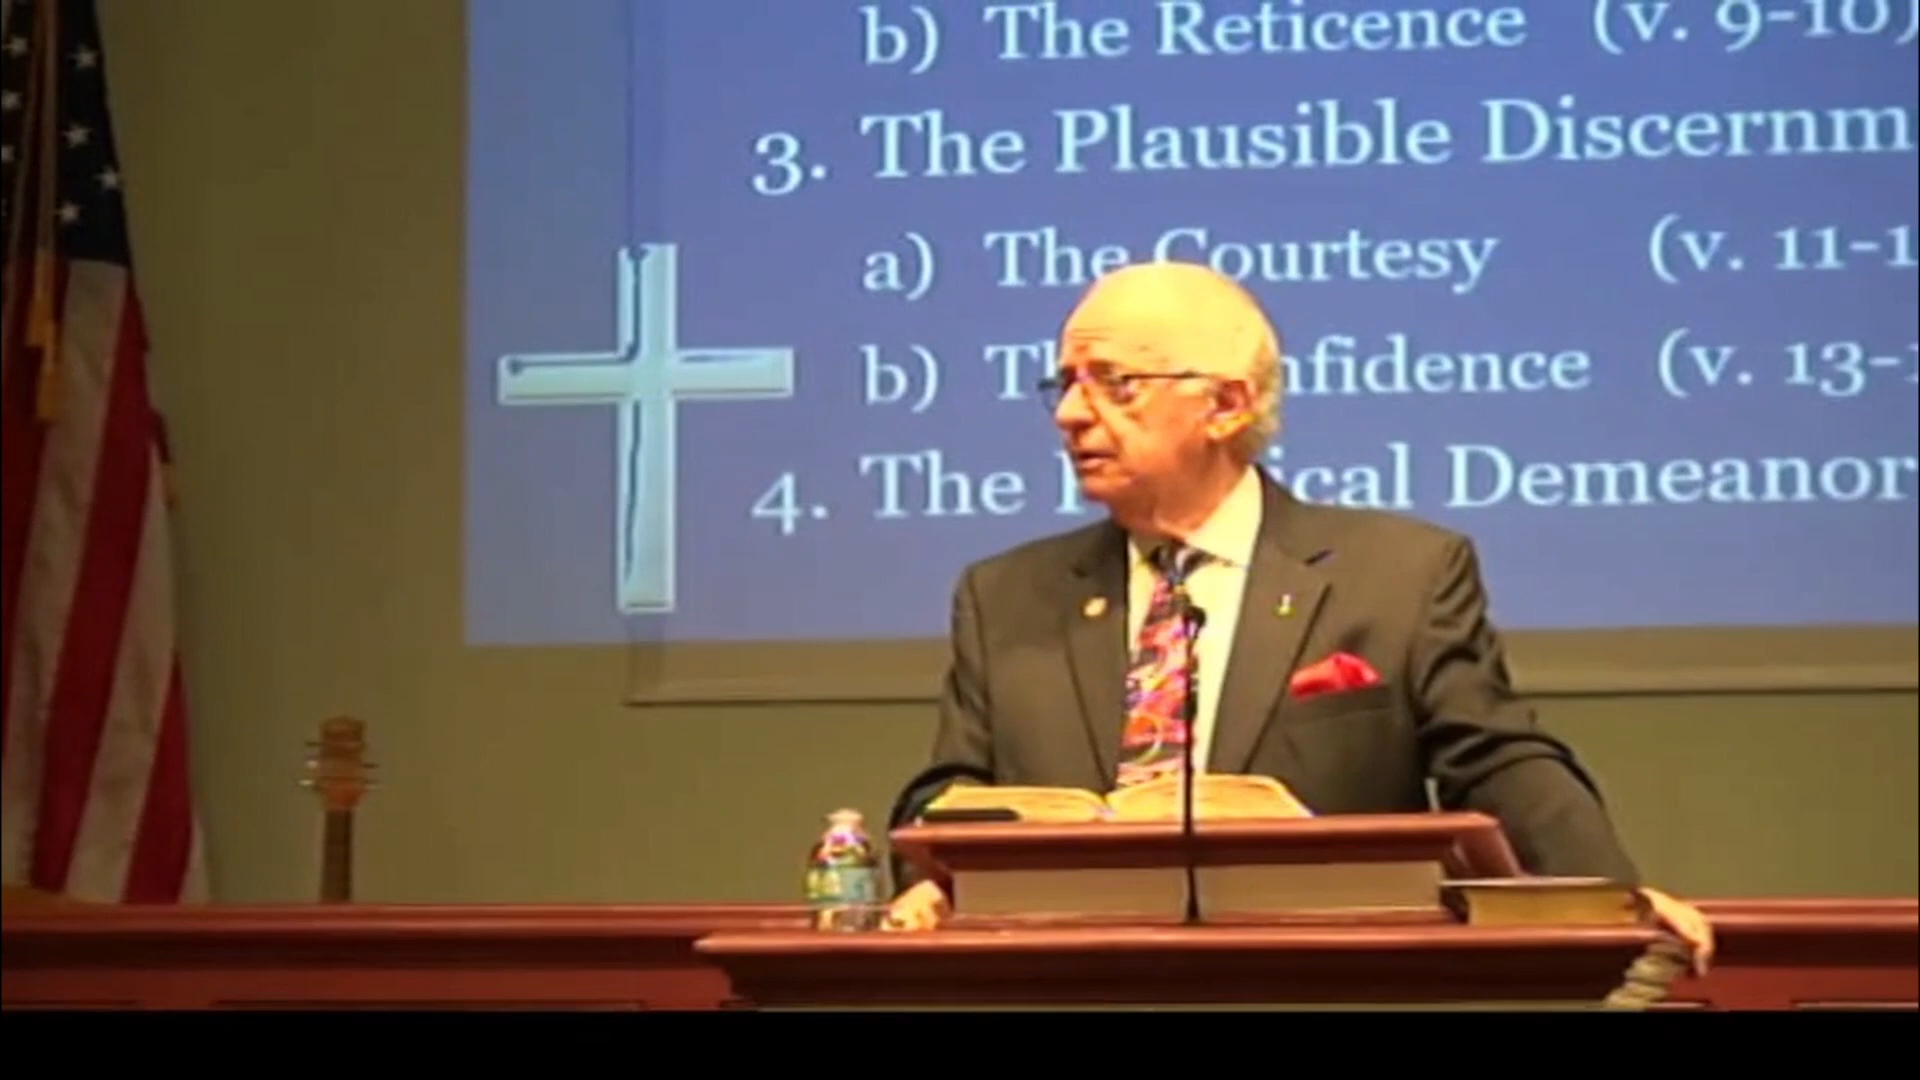 b) The Reticence (v. 9-10)
3. The Plausible Discernm
a) The Courtesy (v. 11-1
b) Th nfidence (v. 13-1
4. The ical Demeanor